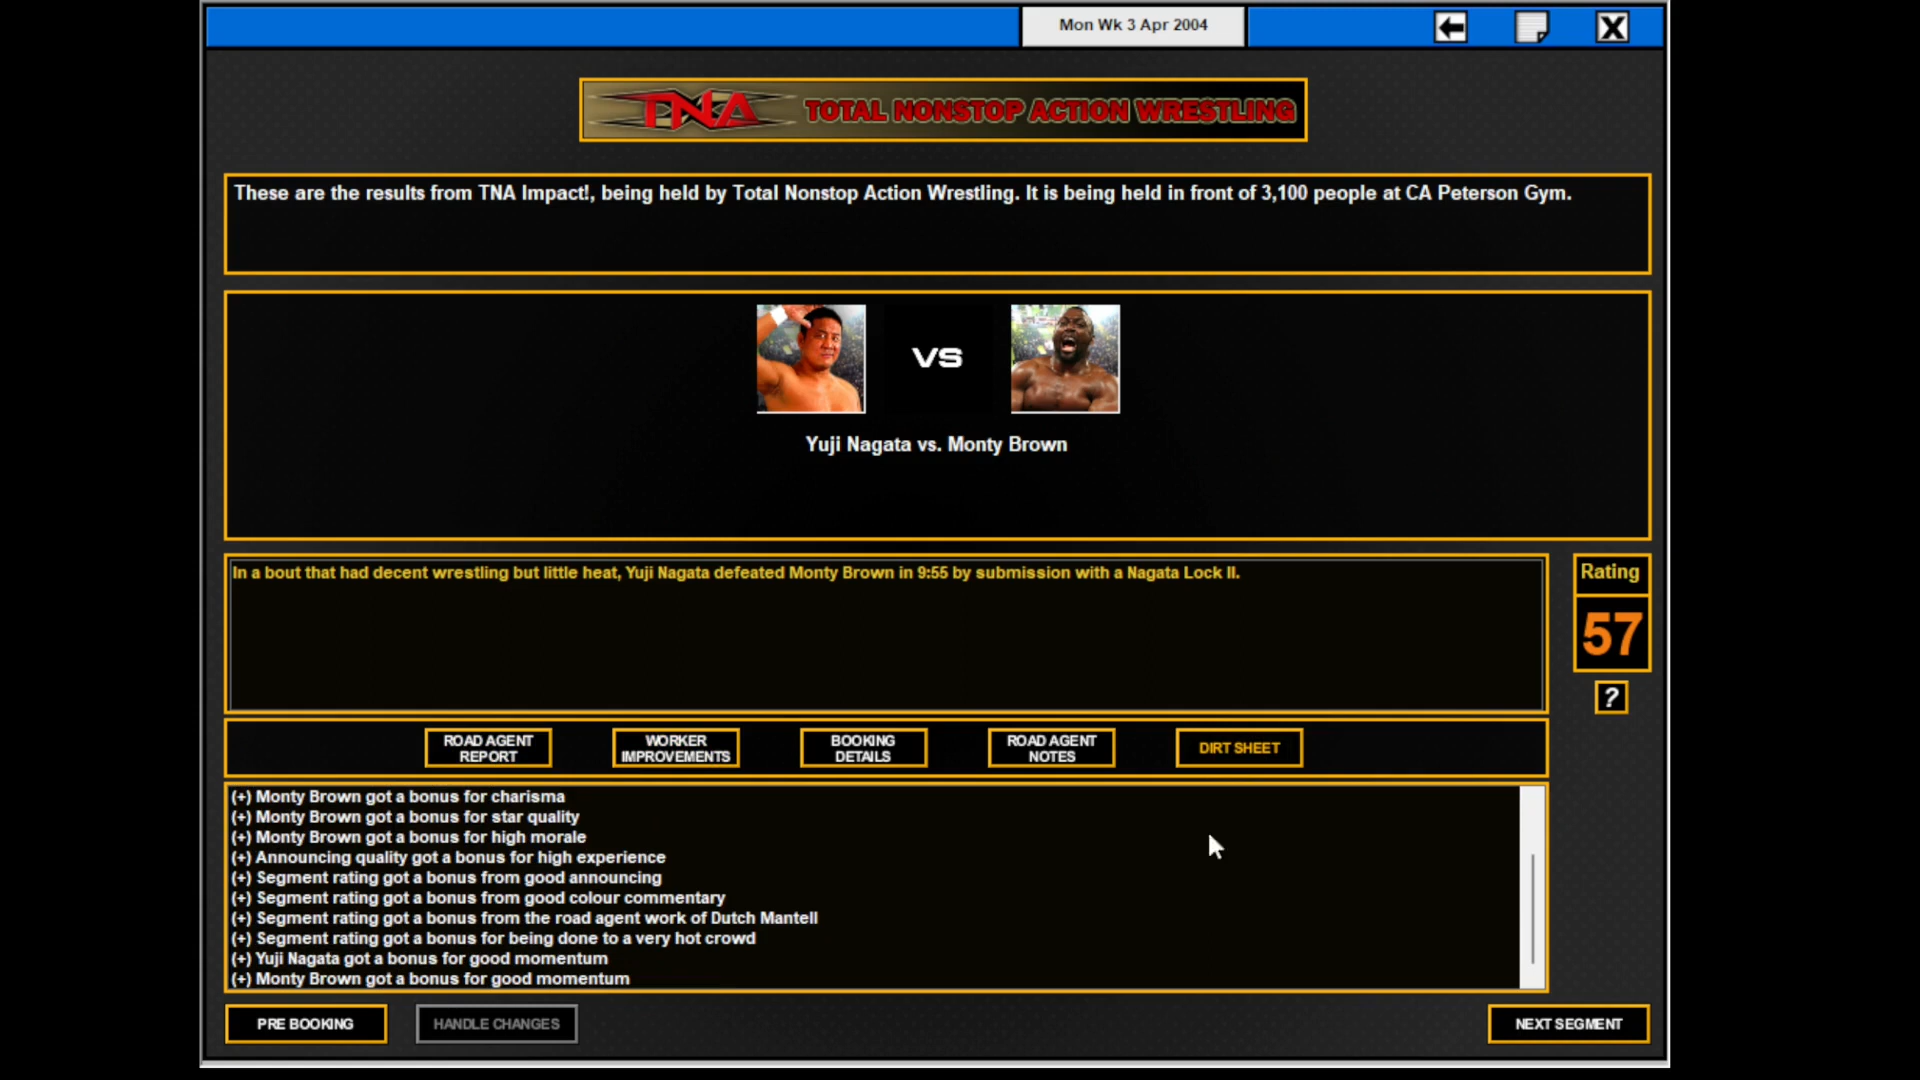 Mon Wk 3 Apr 2004
TNA TOTAL NONSTOP ACTION WRESTLING
These are the results from TNA Impact!, being held by Total Nonstop Action Wrestling. It is being held in front of 3,100 people at CA Peterson Gym.
VS
Yuji Nagata vs. Monty Brown
In a bout that had decent wrestling but little heat, Yuji Nagata defeated Monty Brown in 9:55 by submission with a Nagata Lock II.
Rating
57
?
ROAD AGENT REPORT
WORKER IMPROVEMENTS
BOOKING DETAILS
ROAD AGENT NOTES
DIRT SHEET
(+) Monty Brown got a bonus for charisma
(+) Monty Brown got a bonus for star quality
(+) Monty Brown got a bonus for high morale
(+) Announcing quality got a bonus for high experience
(+) Segment rating got a bonus from good announcing
(+) Segment rating got a bonus from good colour commentary
(+) Segment rating got a bonus from the road agent work of Dutch Mantell
(+) Segment rating got a bonus for being done to a very hot crowd
(+) Yuji Nagata got a bonus for good momentum
(+) Monty Brown got a bonus for good momentum
PRE BOOKING
HANDLE CHANGES
NEXT SEGMENT